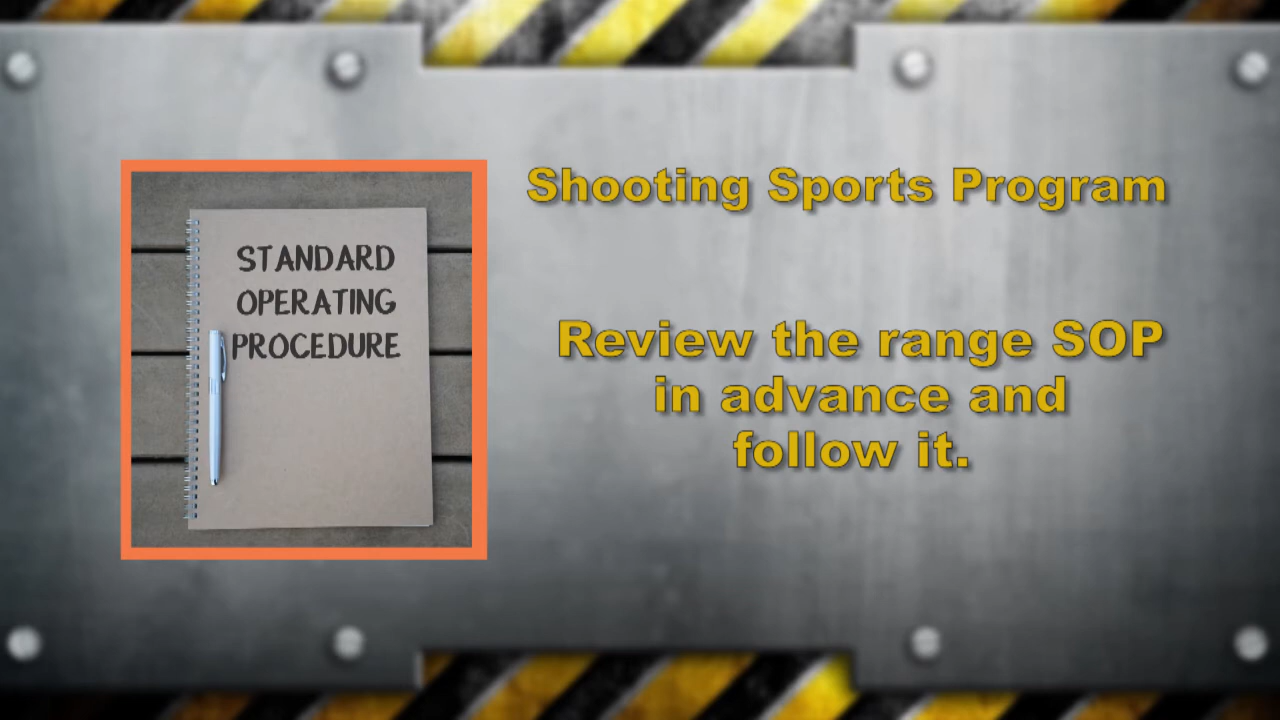 STANDARD
OPERATING
PROCEDURE
Shooting Sports Program
Review the range SOP
in advance and
follow it.